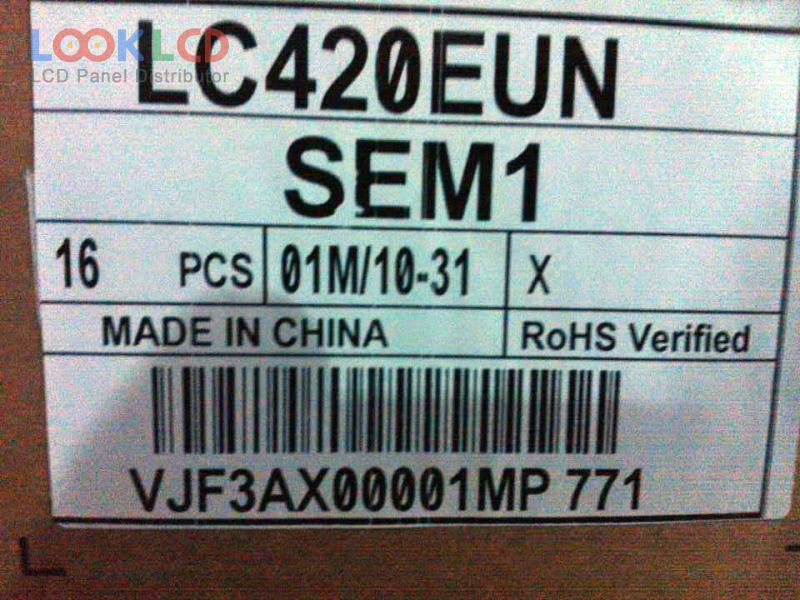 LOOKLCD
LCD Panel Distributor
LC420EUN
SEM1
16 PCS 01M/10-31 X
MADE IN CHINA RoHS Verified
VJF3AX00001MP 771